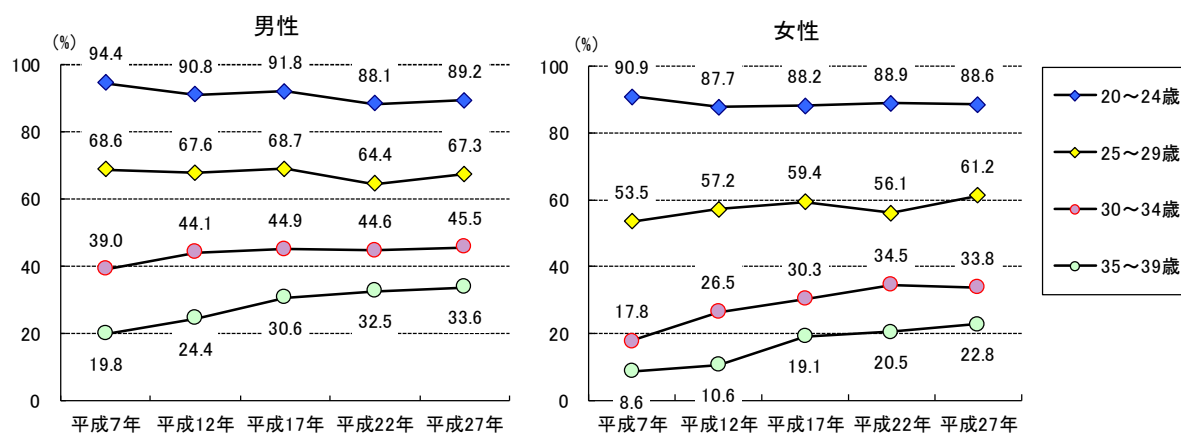 男性
(%)
94.4 90.8 91.8 88.1 89.2
100
80
68.6 67.6 68.7 64.4 67.3
60
39.0 44.1 44.9 44.6 45.5
40
20
19.8 24.4 30.6 32.5 33.6
0
平成7年 平成12年 平成17年 平成22年 平成27年
女性
(%)
90.9 87.7 88.2 88.9 88.6
100
80
53.5 57.2 59.4 56.1 61.2
60
40
17.8 26.5 30.3 34.5 33.8
20
8.6 10.6 19.1 20.5 22.8
0
平成7年 平成12年 平成17年 平成22年 平成27年
20～24歳
25～29歳
30～34歳
35～39歳